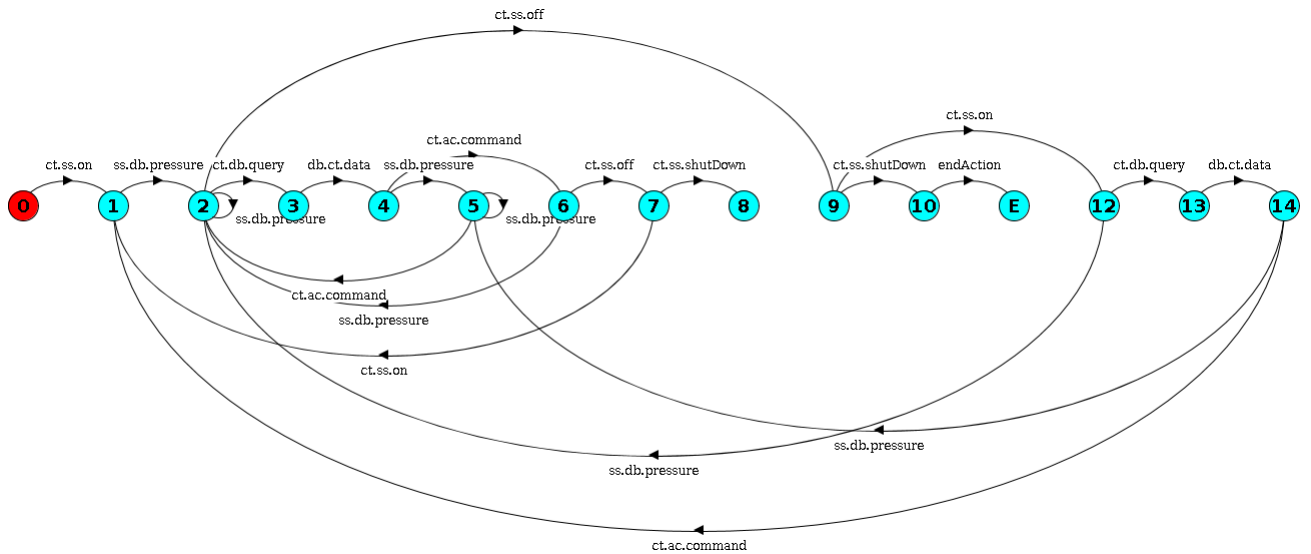 ct.ss.off
ct.ss.on
ct.ac.command
ct.ss.on
ss.db.pressure
ct.db.query
db.ct.data
ss.db.pressure
ct.ss.off
ct.ss.shutDown
ct.ss.shutDown
endAction
ct.db.query
db.ct.data
0
1
2
3
4
5
6
7
8
9
10
E
12
13
14
ss.db.pressure
ss.db.pressure
ct.ac.command
ss.db.pressure
ct.ss.on
ss.db.pressure
ss.db.pressure
ct.ac.command